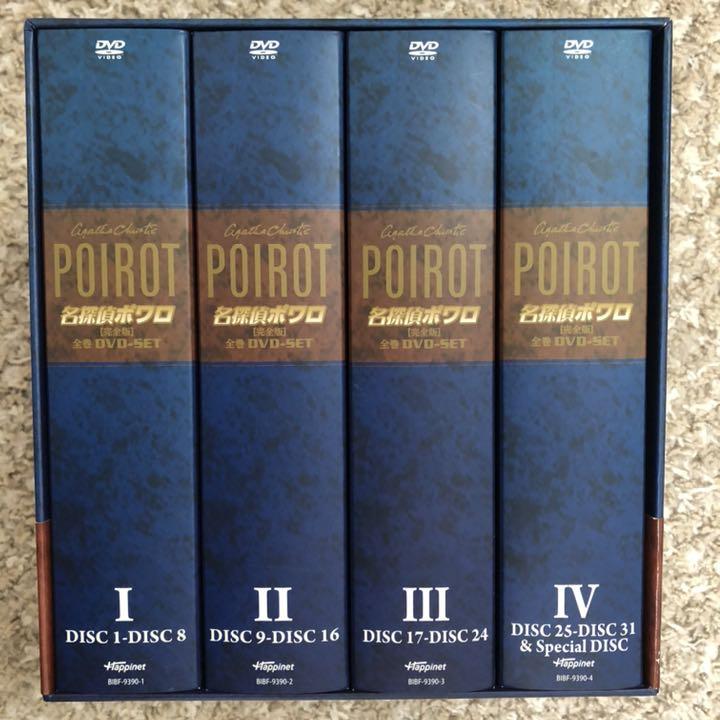 DVD
VIDEO
Agatha Christie
POIROT
名探偵ポワロ
[完全版]
全巻 DVD-SET
I
DISC 1-DISC 8
Happinet
BIBF-9390-1
DVD
VIDEO
Agatha Christie
POIROT
名探偵ポワロ
[完全版]
全巻 DVD-SET
II
DISC 9-DISC 16
Happinet
BIBF-9390-2
DVD
VIDEO
Agatha Christie
POIROT
名探偵ポワロ
[完全版]
全巻 DVD-SET
III
DISC 17-DISC 24
Happinet
BIBF-9390-3
DVD
VIDEO
Agatha Christie
POIROT
名探偵ポワロ
[完全版]
全巻 DVD-SET
IV
DISC 25-DISC 31
& Special DISC
Happinet
BIBF-9390-4